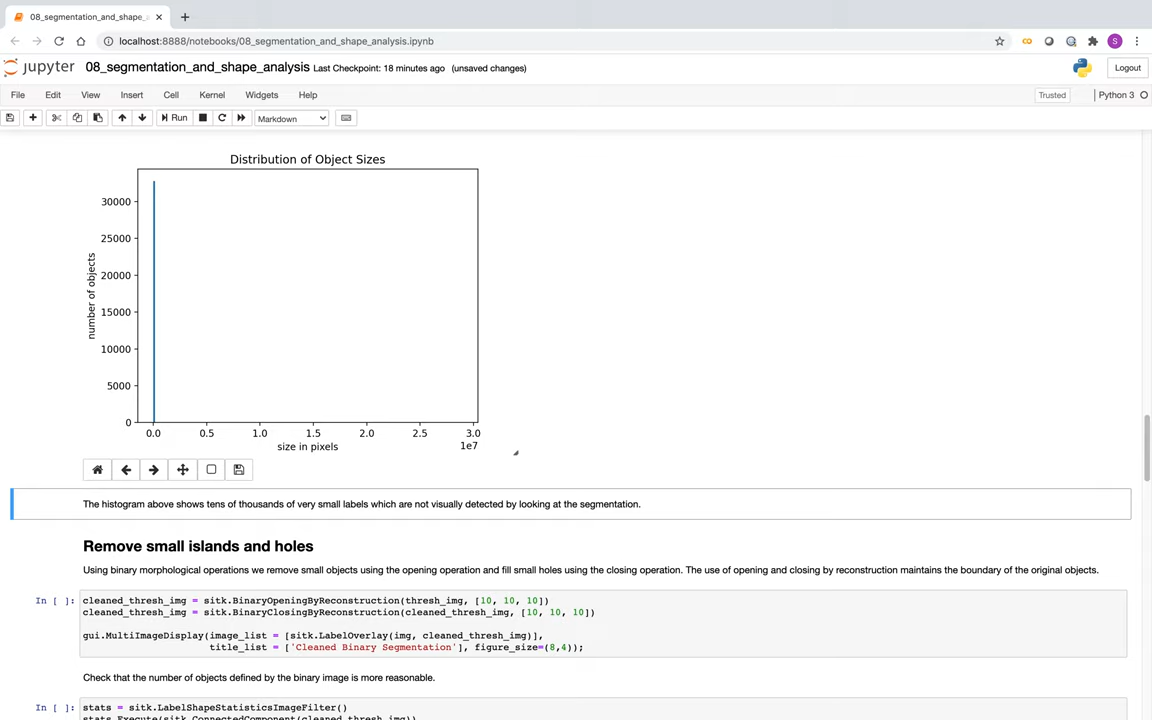 08_segmentation_and_shape_
localhost:8888/notebooks/08_segmentation_and_shape_analysis.ipynb
S
jupyter 08_segmentation_and_shape_analysis Last Checkpoint: 18 minutes ago (unsaved changes)
Logout
File Edit View Insert Cell Kernel Widgets Help
Trusted Python 3
Run Markdown
Distribution of Object Sizes
30000
25000
20000
15000
10000
5000
0
number of objects
0.0 0.5 1.0 1.5 2.0 2.5 3.0
size in pixels 1e7
The histogram above shows tens of thousands of very small labels which are not visually detected by looking at the segmentation.
Remove small islands and holes
Using binary morphological operations we remove small objects using the opening operation and fill small holes using the closing operation. The use of opening and closing by reconstruction maintains the boundary of the original objects.
In [ ]: cleaned_thresh_img = sitk.BinaryOpeningByReconstruction(thresh_img, [10, 10, 10])
cleaned_thresh_img = sitk.BinaryClosingByReconstruction(cleaned_thresh_img, [10, 10, 10])
gui.MultiImageDisplay(image_list = [sitk.LabelOverlay(img, cleaned_thresh_img)],
title_list = ['Cleaned Binary Segmentation'], figure_size=(8,4));
Check that the number of objects defined by the binary image is more reasonable.
In [ ]: stats = sitk.LabelShapeStatisticsImageFilter()
stats.Execute(sitk.ConnectedComponent(cleaned_thresh_img))